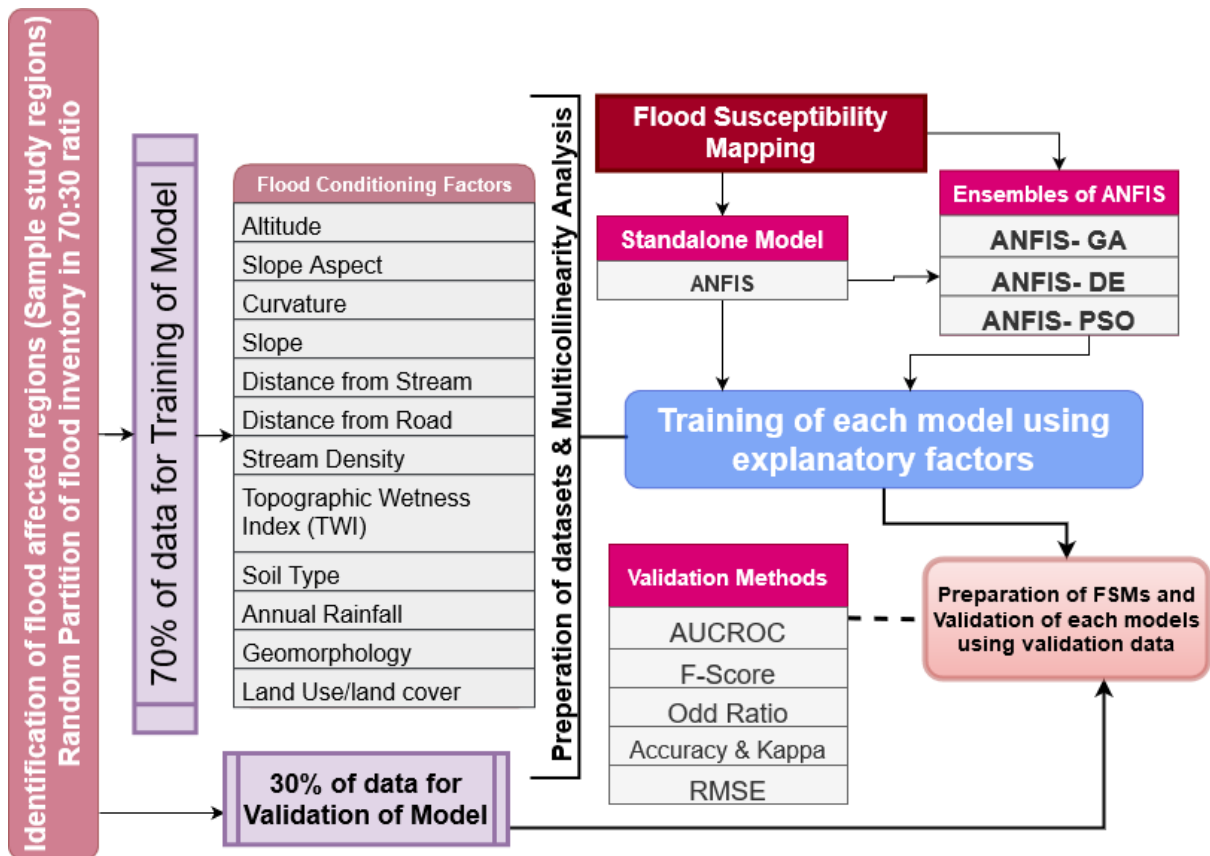 Identification of flood affected regions (Sample study regions)
Random Partition of flood inventory in 70:30 ratio
70% of data for Training of Model
Flood Conditioning Factors
Altitude
Slope Aspect
Curvature
Slope
Distance from Stream
Distance from Road
Stream Density
Topographic Wetness
Index (TWI)
Soil Type
Annual Rainfall
Geomorphology
Land Use/land cover
30% of data for
Validation of Model
Preperation of datasets & Multicollinearity Analysis
Flood Susceptibility
Mapping
Standalone Model
ANFIS
Ensembles of ANFIS
ANFIS- GA
ANFIS- DE
ANFIS- PSO
Training of each model using
explanatory factors
Validation Methods
AUCROC
F-Score
Odd Ratio
Accuracy & Kappa
RMSE
Preparation of FSMs and
Validation of each models
using validation data